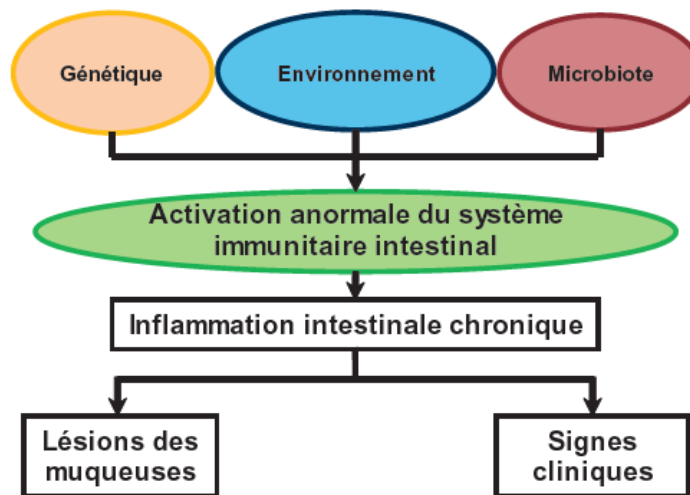 Génétique
Environnement
Microbiote
Activation anormale du système
immunitaire intestinal
Inflammation intestinale chronique
Lésions des
muqueuses
Signes
cliniques